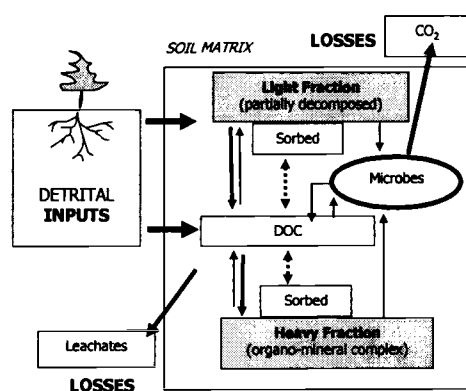 SOIL MATRIX
LOSSES
CO₂
Light Fraction
(partially decomposed)
Sorbed
Microbes
DETRITAL
INPUTS
DOC
Sorbed
Heavy Fraction
(organo-mineral complex)
Leachates
LOSSES